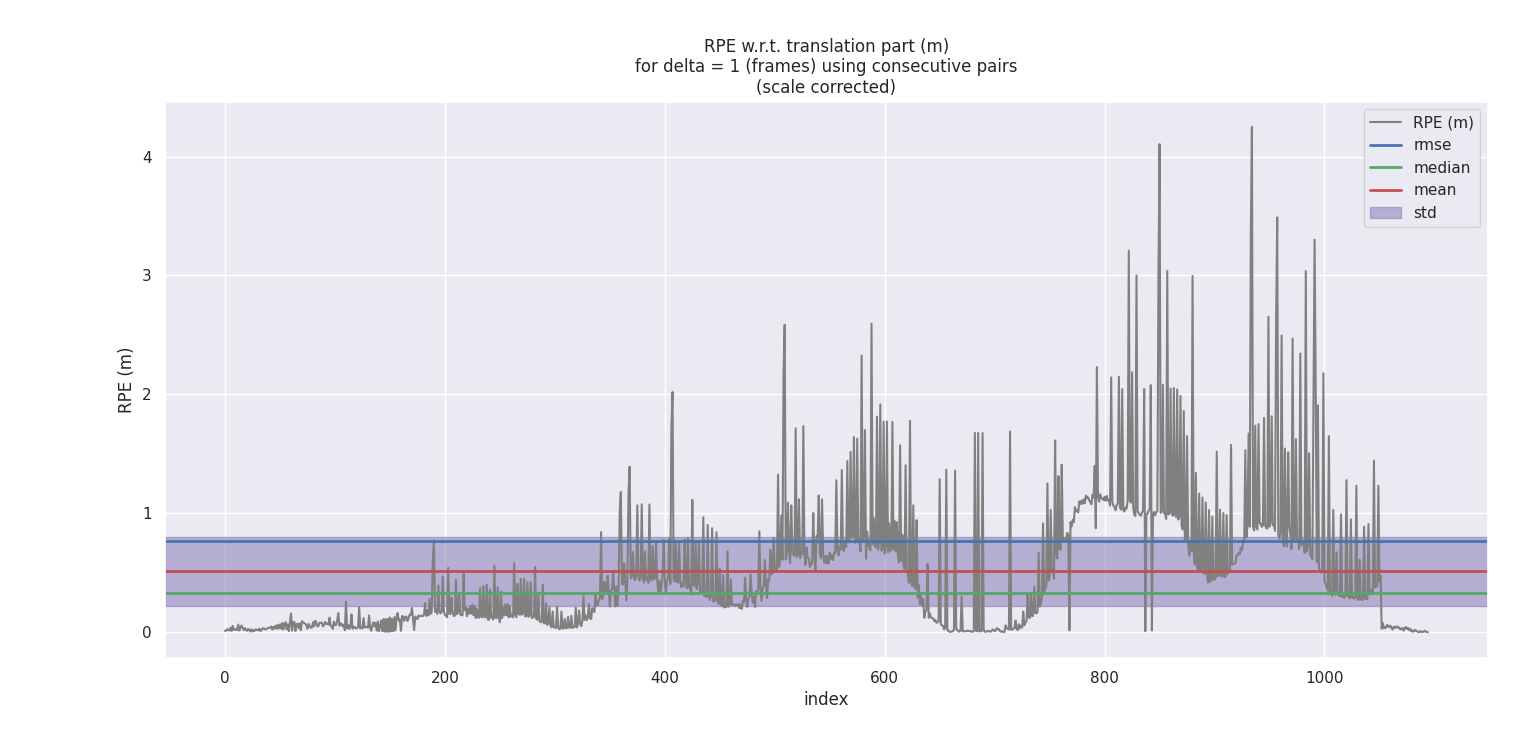 RPE w.r.t. translation part (m)
for delta = 1 (frames) using consecutive pairs
(scale corrected)
RPE (m)
rmse
median
mean
std
4
3
2
1
0
RPE (m)
0 200 400 600 800 1000
index